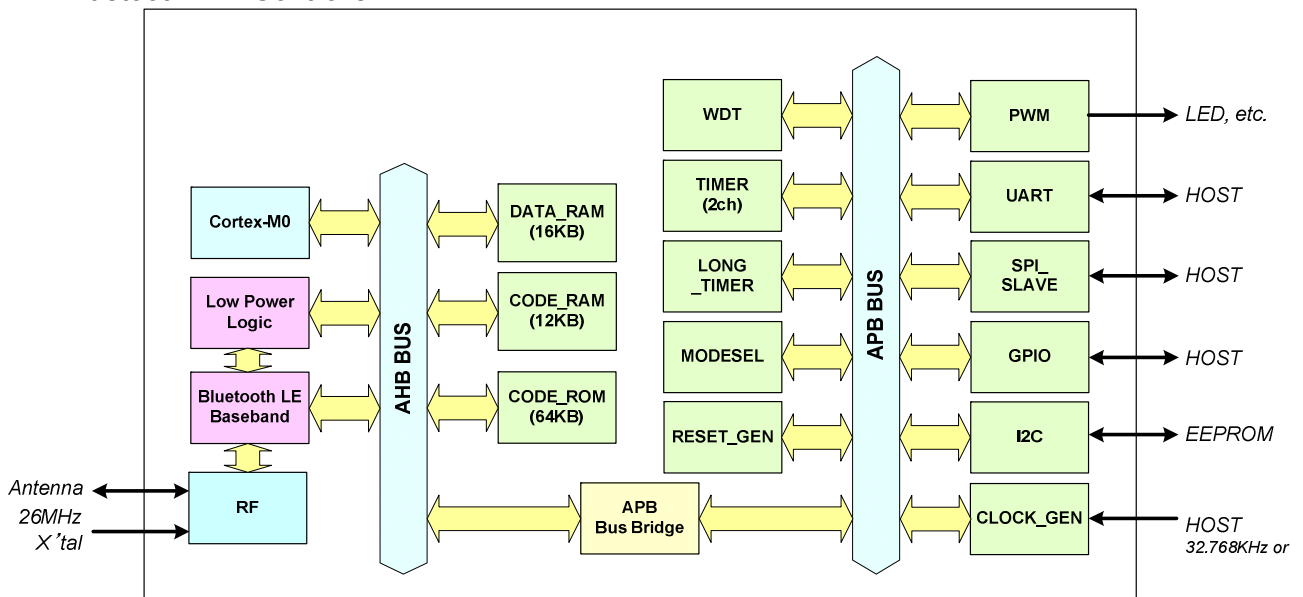 Cortex-M0
Low Power
Logic
Bluetooth LE
Baseband
RF
Antenna
26MHz
X'tal
AHB BUS
DATA_RAM
(16KB)
CODE_RAM
(12KB)
CODE_ROM
(64KB)
APB
Bus Bridge
WDT
TIMER
(2ch)
LONG
_TIMER
MODESEL
RESET_GEN
APB BUS
PWM
UART
SPI_
SLAVE
GPIO
I2C
CLOCK_GEN
LED, etc.
HOST
HOST
HOST
EEPROM
HOST
32.768KHz or